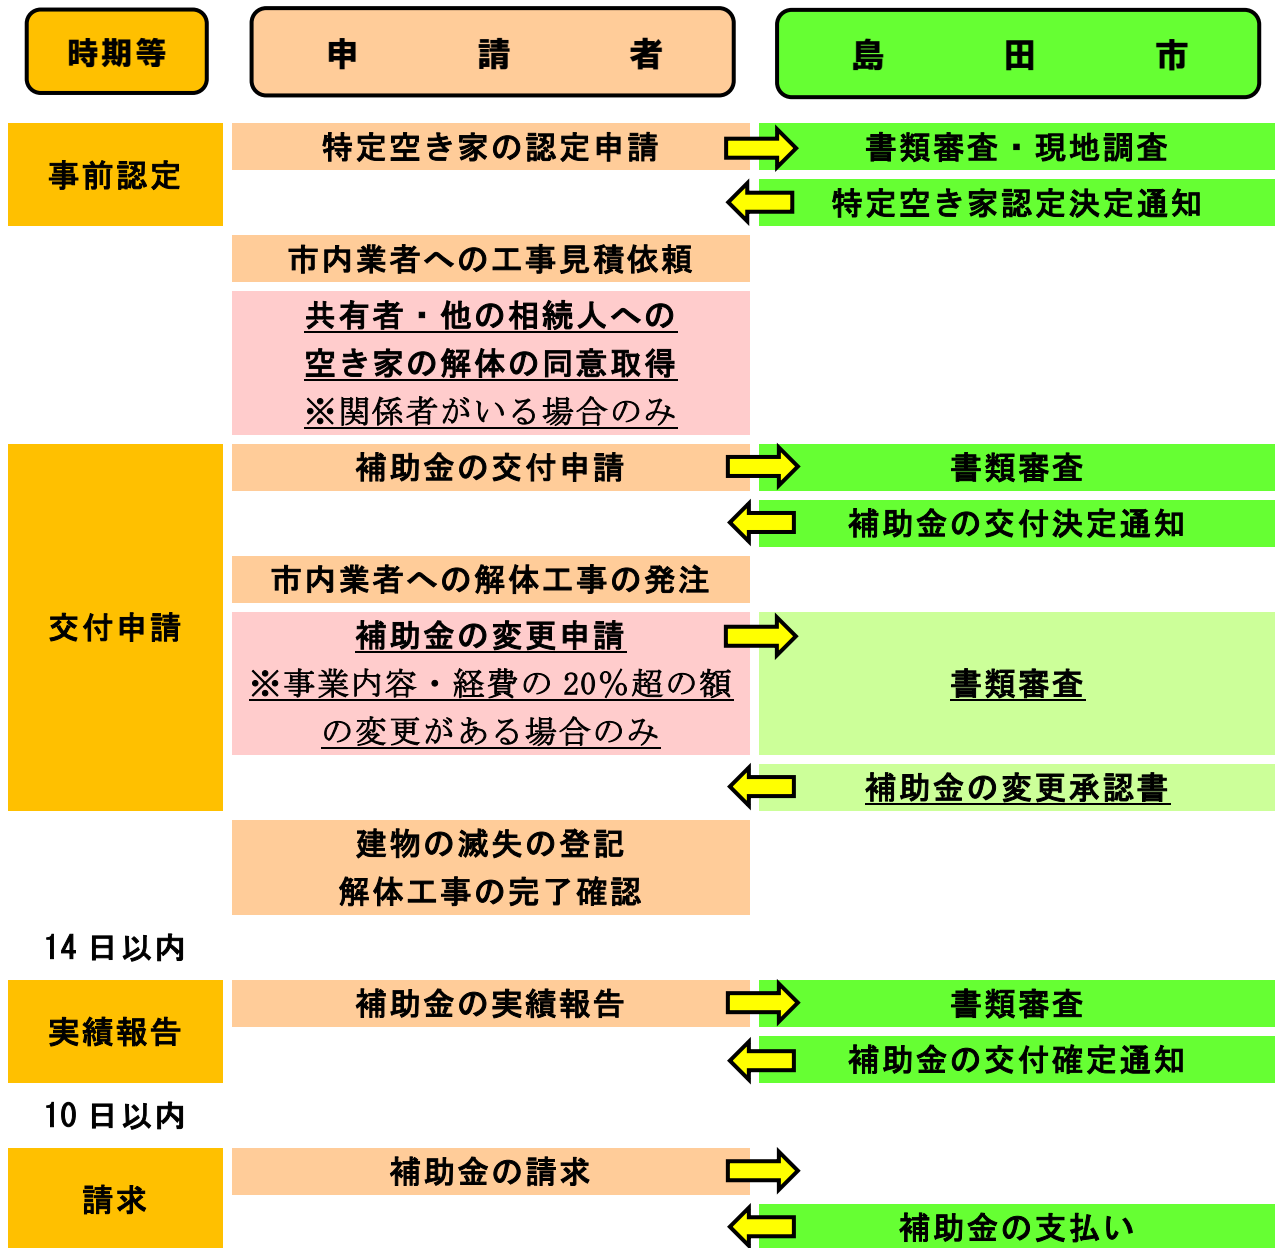 時期等
申請者
島田市
事前認定
特定空き家の認定申請
書類審査・現地調査
特定空き家認定決定通知
市内業者への工事見積依頼
共有者・他の相続人への
空き家の解体の同意取得
※関係者がいる場合のみ
交付申請
補助金の交付申請
書類審査
補助金の交付決定通知
市内業者への解体工事の発注
補助金の変更申請
※事業内容・経費の20%超の額
の変更がある場合のみ
書類審査
補助金の変更承認書
建物の滅失の登記
解体工事の完了確認
14日以内
実績報告
補助金の実績報告
書類審査
補助金の交付確定通知
10日以内
請求
補助金の請求
補助金の支払い